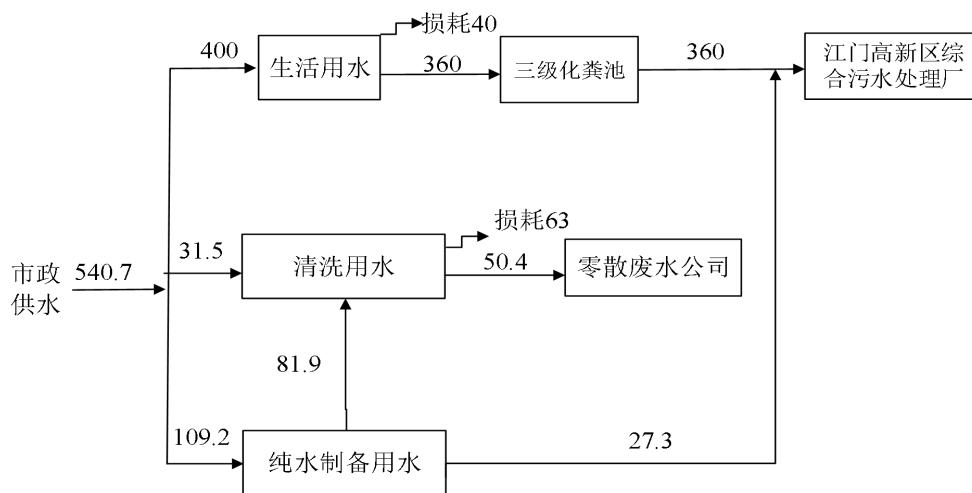 损耗40
400
生活用水
360
三级化粪池
360
江门高新区综
合污水处理厂
损耗63
31.5
清洗用水
50.4
零散废水公司
市政
供水
540.7
81.9
109.2
纯水制备用水
27.3